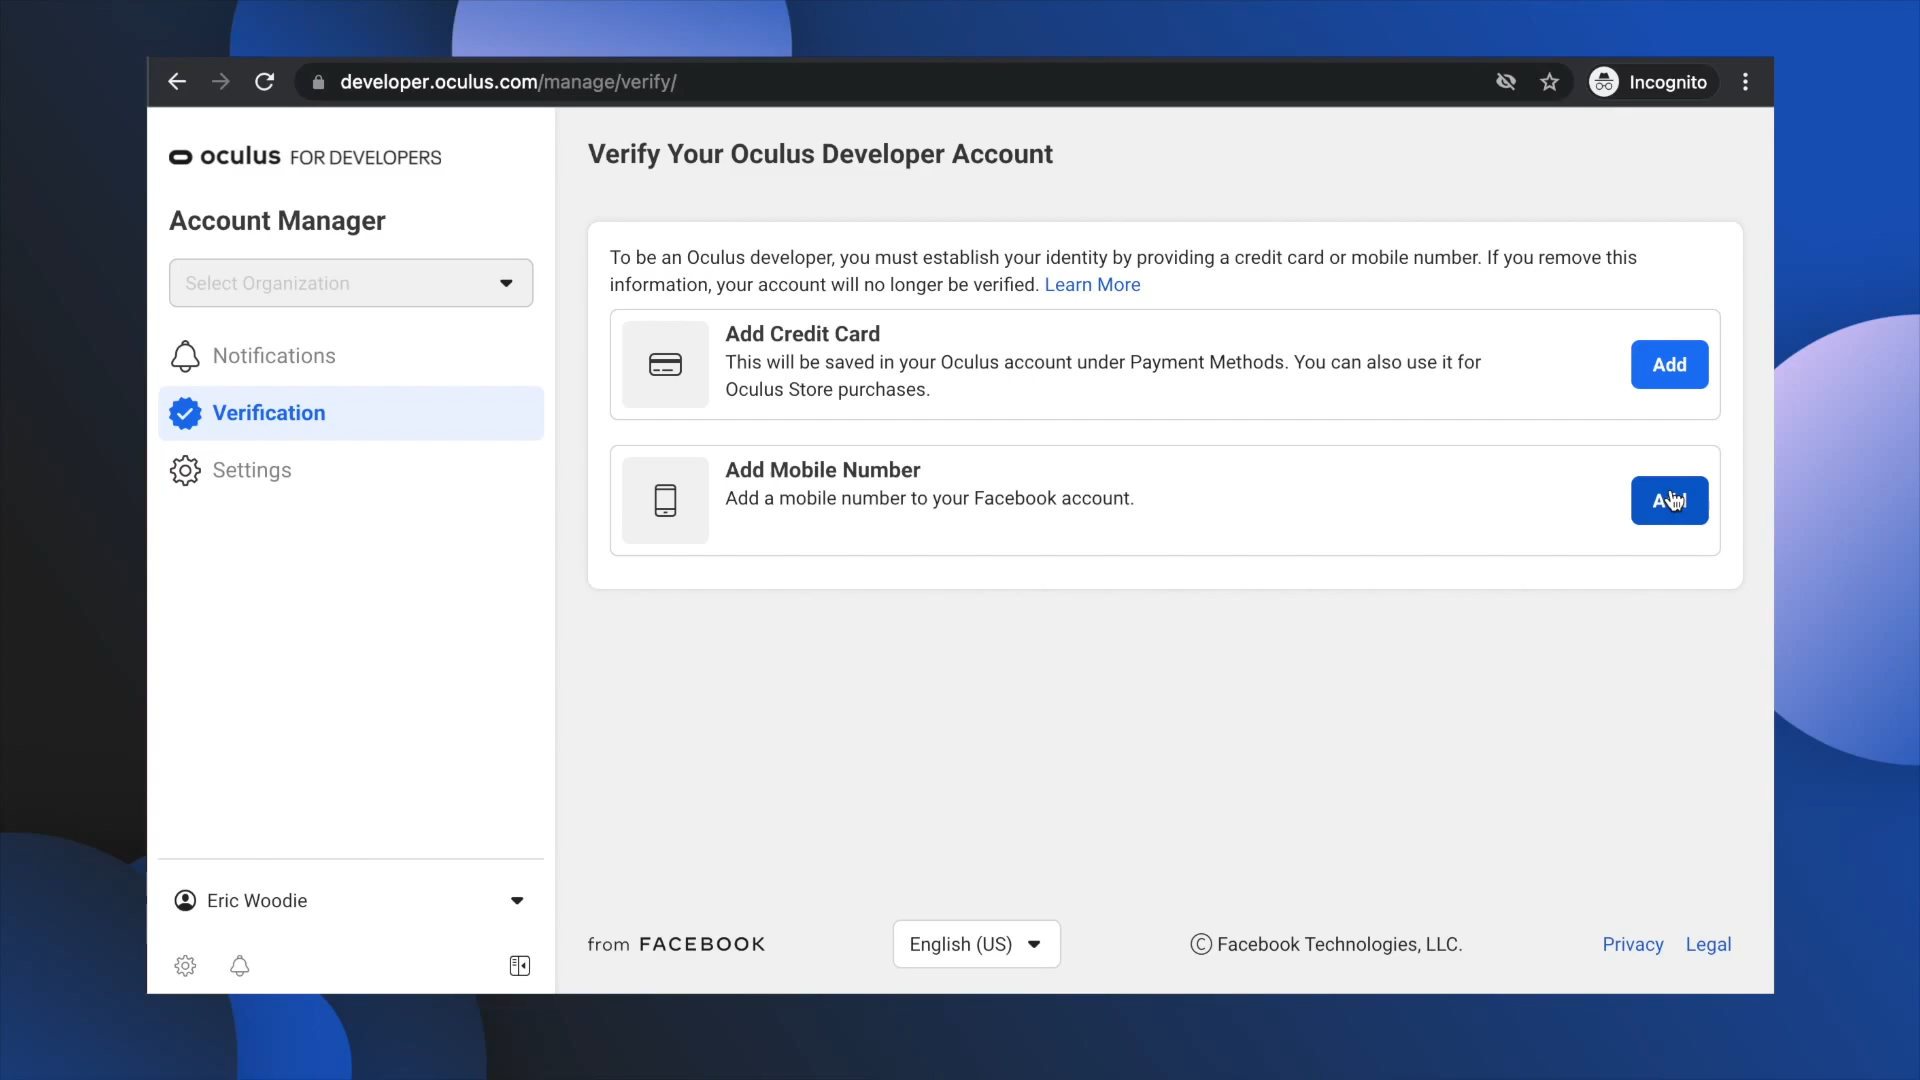 developer.oculus.com/manage/verify/
Incognito
oculus FOR DEVELOPERS
Account Manager
Select Organization
Notifications
Verification
Settings
Eric Woodie
Verify Your Oculus Developer Account
To be an Oculus developer, you must establish your identity by providing a credit card or mobile number. If you remove this
information, your account will no longer be verified. Learn More
Add Credit Card
This will be saved in your Oculus account under Payment Methods. You can also use it for
Oculus Store purchases.
Add
Add Mobile Number
Add a mobile number to your Facebook account.
Add
from FACEBOOK
English (US)
© Facebook Technologies, LLC.
Privacy
Legal